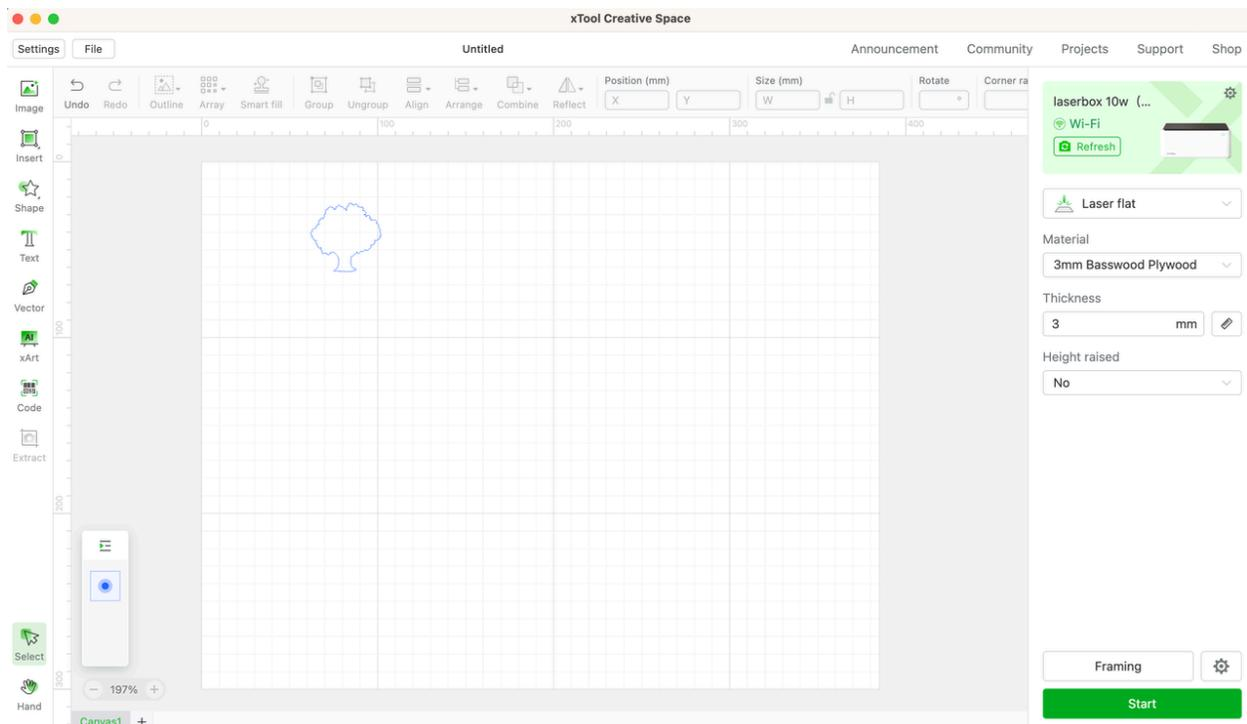 xTool Creative Space
Settings File Untitled Announcement Community Projects Support Shop
Image
Insert
Shape
Text
Vector
AI
xArt
Code
Extract
Select
Hand
Undo Redo Outline Array Smart fill Group Ungroup Align Arrange Combine Reflect
Position (mm) Size (mm) Rotate Corner ra
X Y W H °
0 100 200 300 400
0
100
200
300
197%
Canvas1 +
laserbox 10w (...
Wi-Fi
Refresh
Laser flat
Material
3mm Basswood Plywood
Thickness
3 mm
Height raised
No
Framing
Start